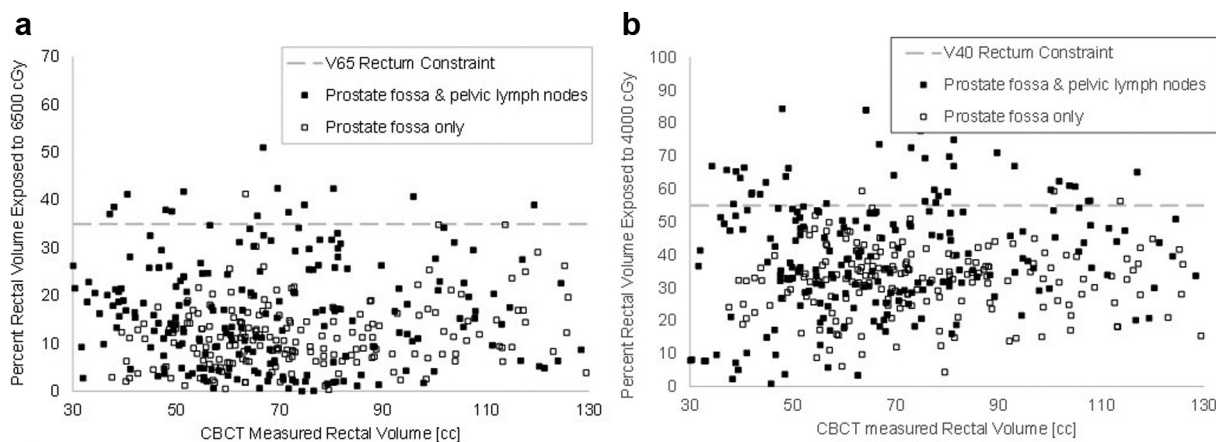 a
70
60
50
40
30
20
10
0
Percent Rectal Volume Exposed to 6500 cGy
V65 Rectum Constraint
Prostate fossa & pelvic lymph nodes
Prostate fossa only
30 50 70 90 110 130
CBCT Measured Rectal Volume [cc]
b
100
90
80
70
60
50
40
30
20
10
0
Percent Rectal Volume Exposed to 4000 cGy
V40 Rectum Constraint
Prostate fossa & pelvic lymph nodes
Prostate fossa only
30 50 70 90 110 130
CBCT Measured Rectal Volume [cc]